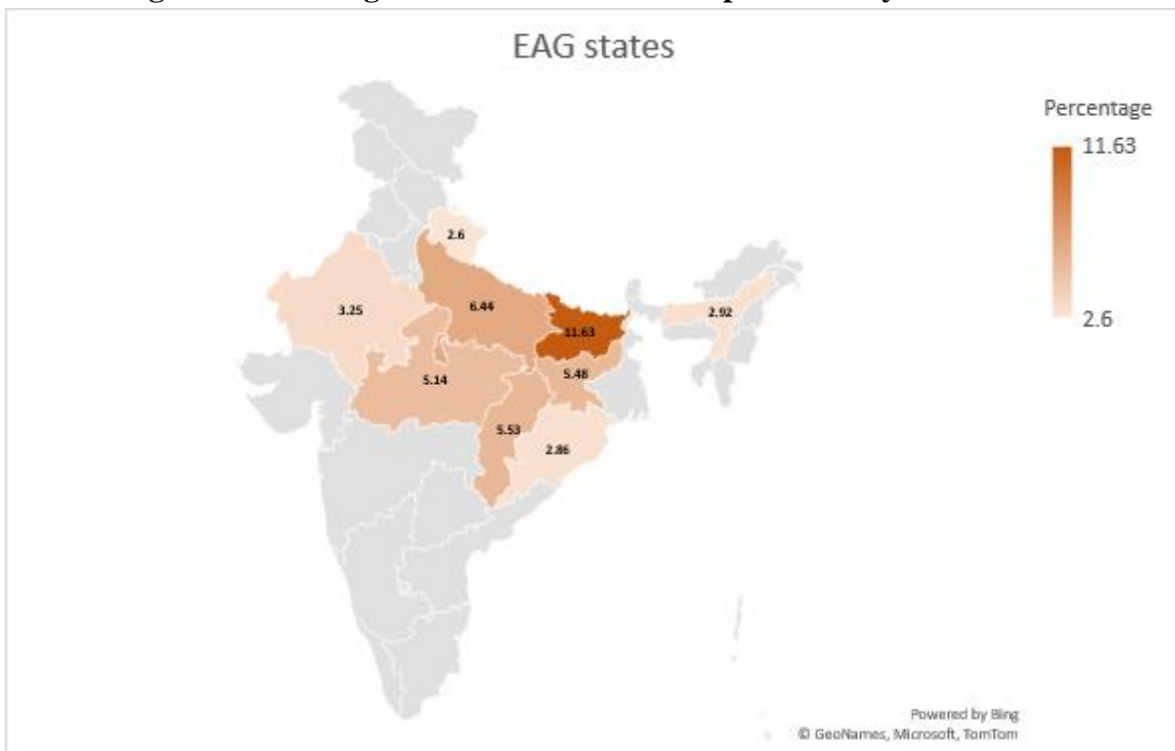 EAG states
Percentage
11.63
2.6
2.6
3.25
6.44
11.63
2.92
5.14
5.48
5.53
2.86
Powered by Bing
© GeoNames, Microsoft, TomTom